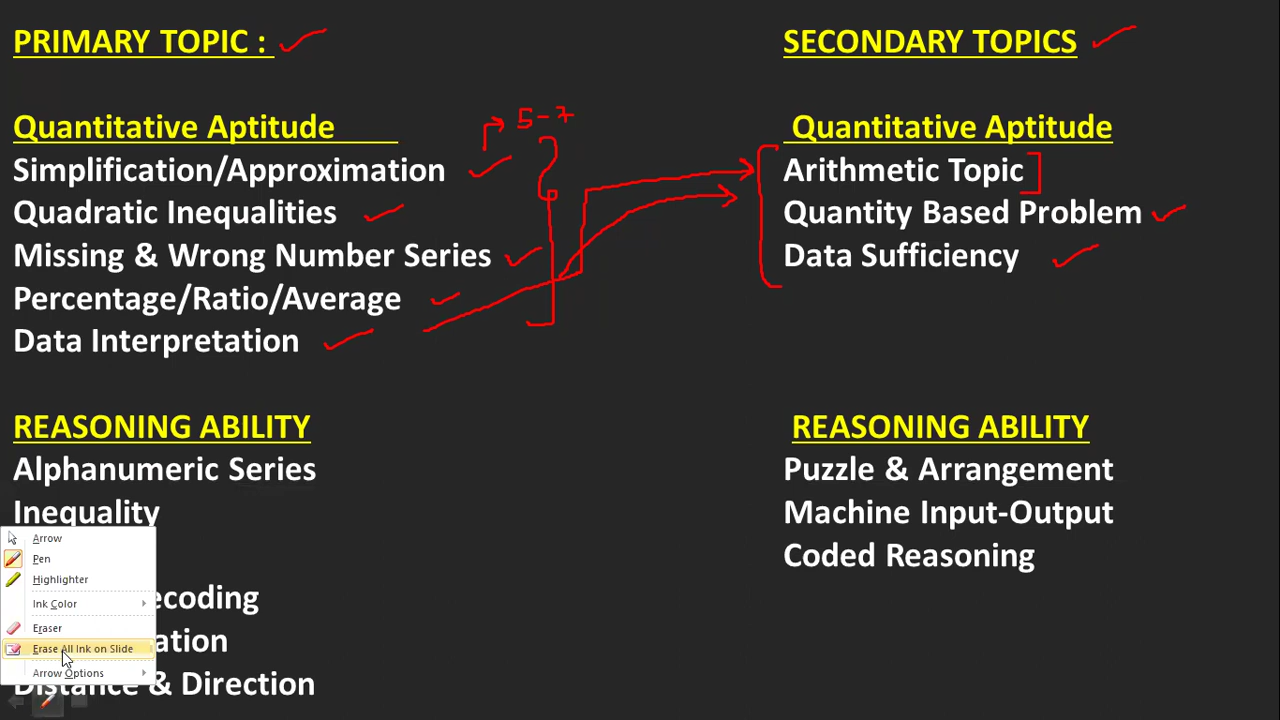 PRIMARY TOPIC :
Quantitative Aptitude
5-7
Simplification/Approximation
Quadratic Inequalities
Missing & Wrong Number Series
Percentage/Ratio/Average
Data Interpretation
REASONING ABILITY
Alphanumeric Series
Inequality
Distance & Direction
SECONDARY TOPICS
Quantitative Aptitude
Arithmetic Topic
Quantity Based Problem
Data Sufficiency
REASONING ABILITY
Puzzle & Arrangement
Machine Input-Output
Coded Reasoning
Arrow
Pen
Highlighter
Ink Color
Eraser
Erase All Ink on Slide
Arrow Options